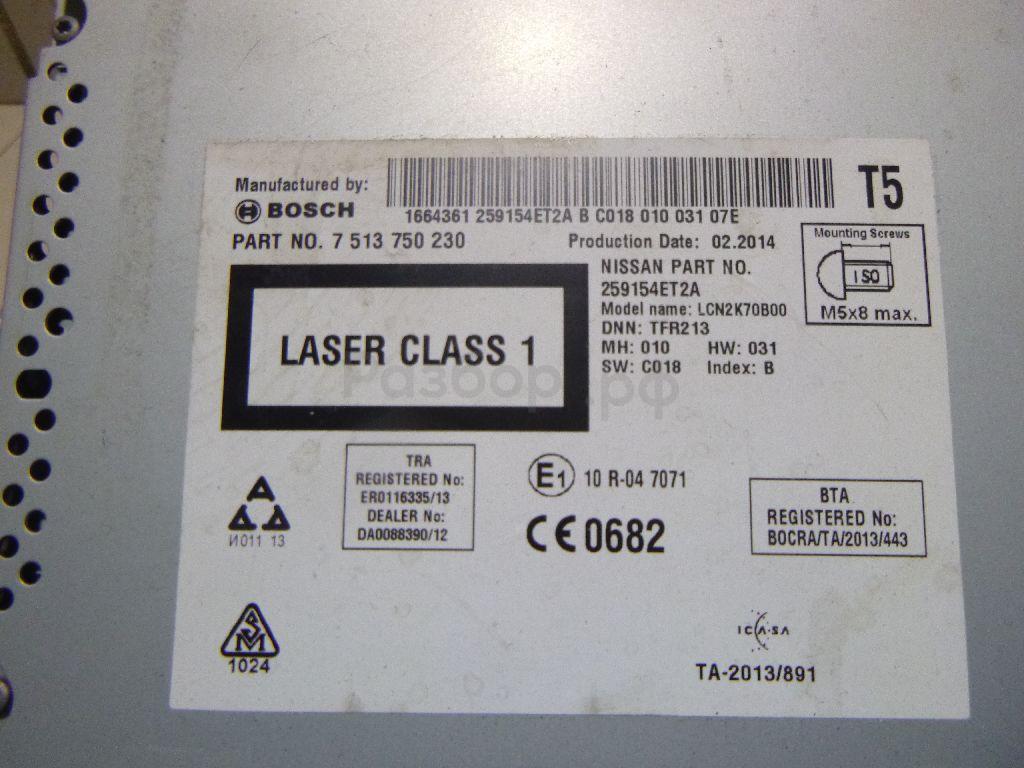 Manufactured by:
BOSCH
1664361 259154ET2A B C018 010 031 07E
T5
PART NO. 7 513 750 230
Production Date: 02.2014
Mounting Screws
ISO
M5x8 max.
NISSAN PART NO.
259154ET2A
Model name: LCN2K70B00
DNN: TFR213
MH: 010 HW: 031
SW: C018 Index: B
LASER CLASS 1
Разбор.рф
TRA
REGISTERED No:
ER0116335/13
DEALER No:
DA0088390/12
И011 13
E1 10 R-04 7071
CE0682
BTA
REGISTERED No:
BOCRA/TA/2013/443
1024
ICASA
TA-2013/891